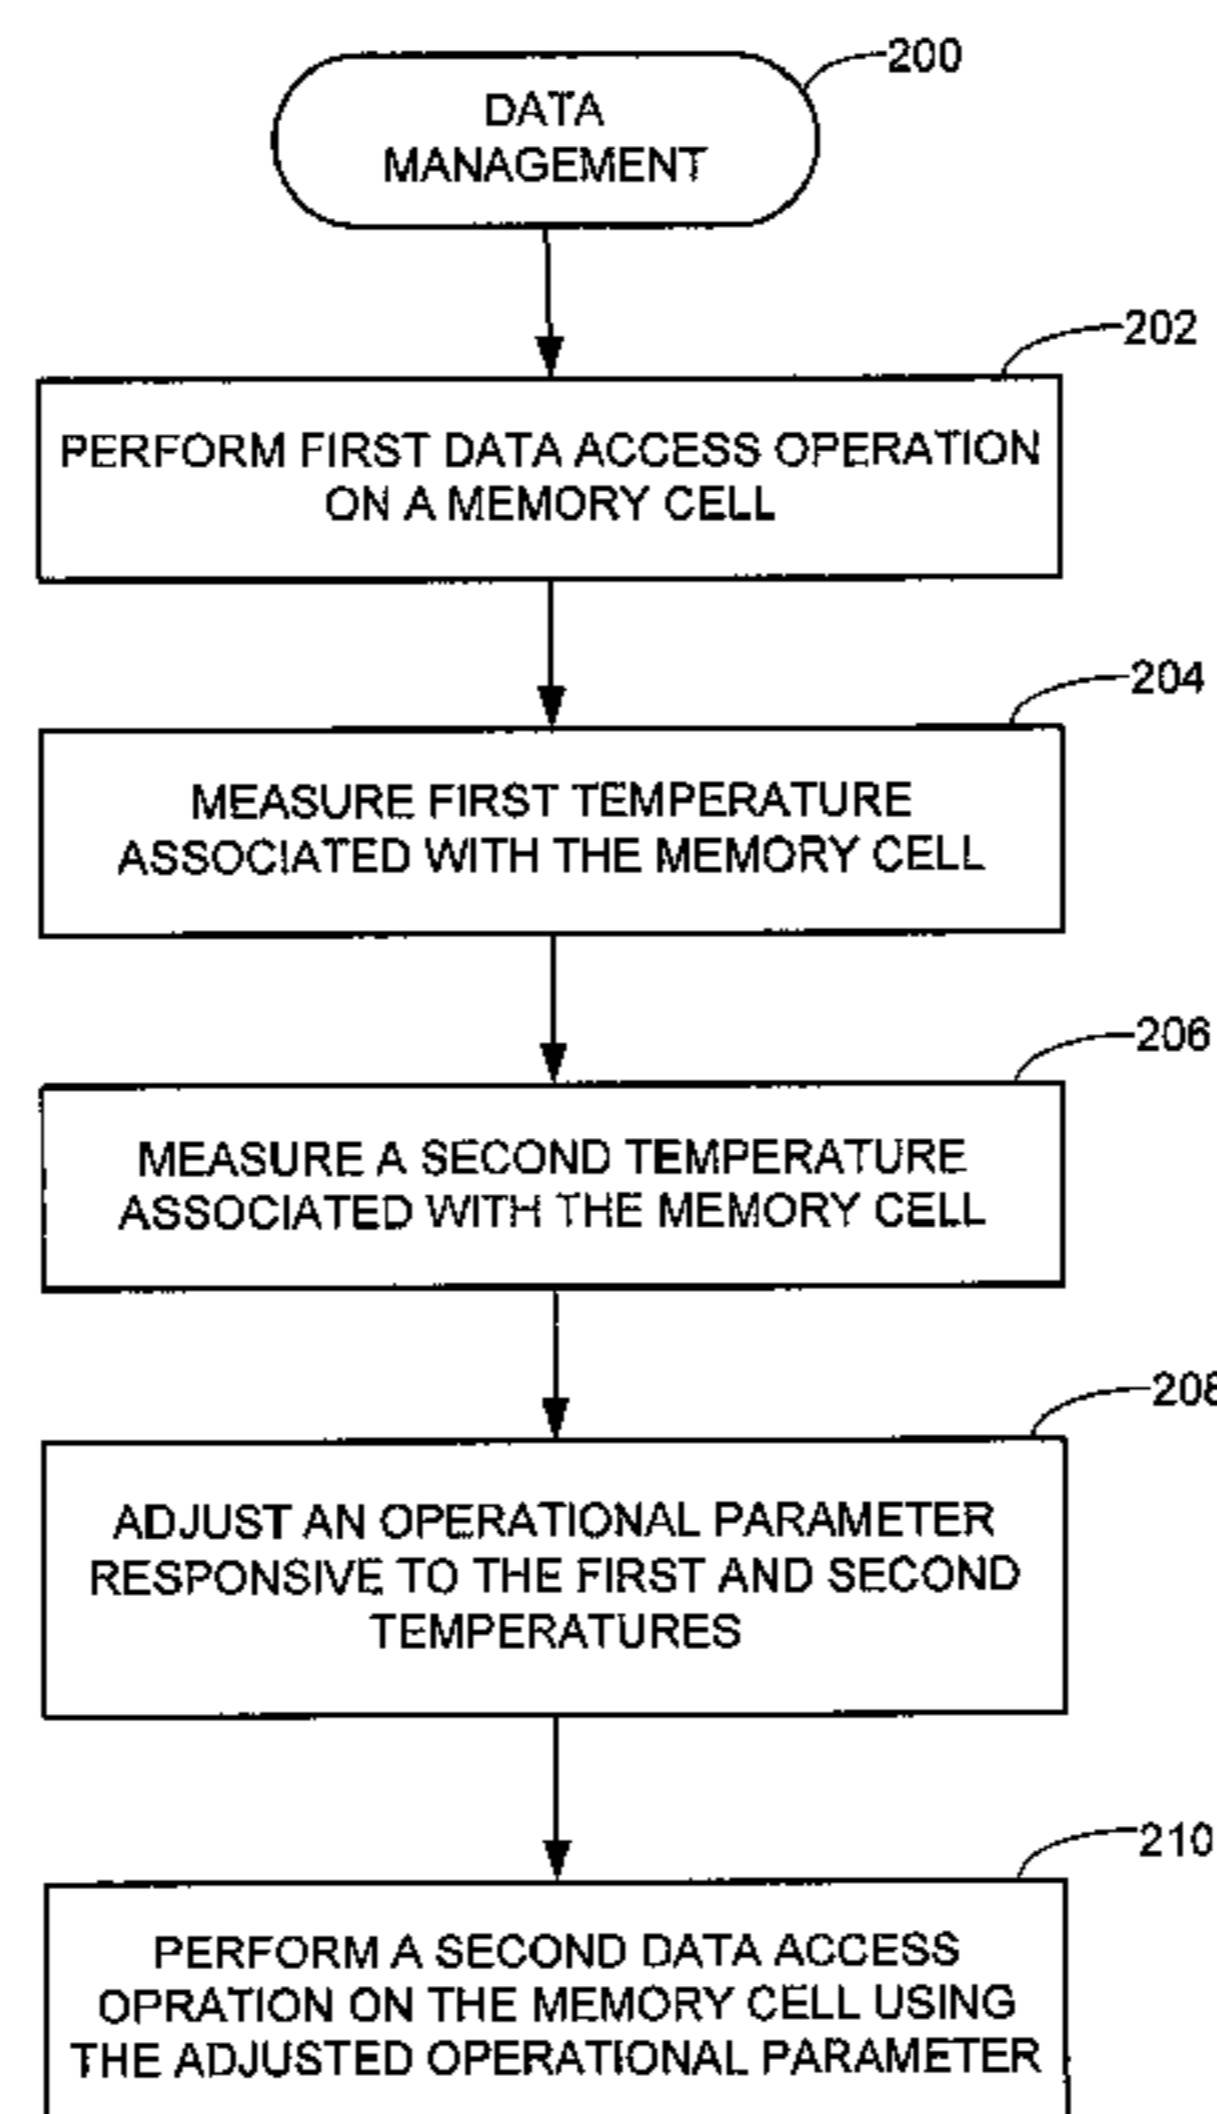 200
DATA
MANAGEMENT
202
PERFORM FIRST DATA ACCESS OPERATION
ON A MEMORY CELL
204
MEASURE FIRST TEMPERATURE
ASSOCIATED WITH THE MEMORY CELL
206
MEASURE A SECOND TEMPERATURE
ASSOCIATED WITH THE MEMORY CELL
208
ADJUST AN OPERATIONAL PARAMETER
RESPONSIVE TO THE FIRST AND SECOND
TEMPERATURES
210
PERFORM A SECOND DATA ACCESS
OPRATION ON THE MEMORY CELL USING
THE ADJUSTED OPERATIONAL PARAMETER